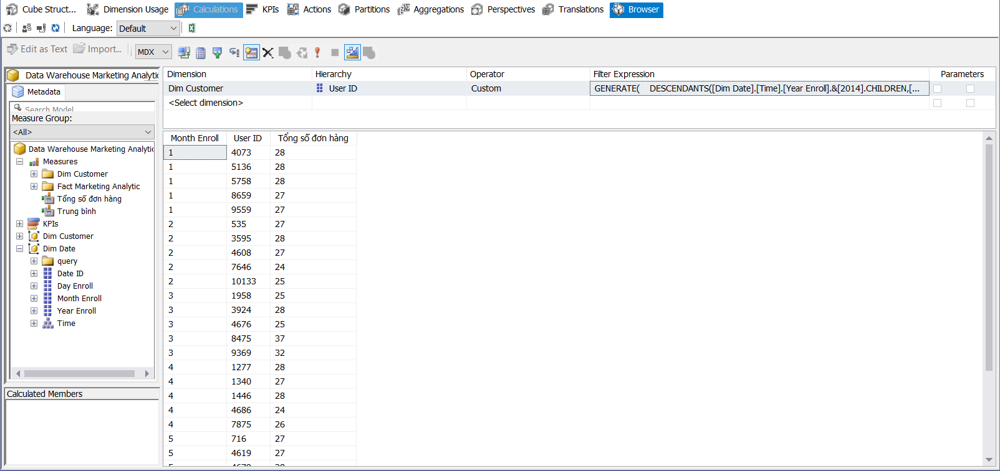 Cube Struct... Dimension Usage Calculations KPIs Actions Partitions Aggregations Perspectives Translations Browser
Language: Default
Edit as Text Import... MDX
Data Warehouse Marketing Analytic
Metadata
Search Model
Measure Group:
<All>
Data Warehouse Marketing Analytic
Measures
Dim Customer
Fact Marketing Analytic
Tổng số đơn hàng
Trung bình
KPIs
Dim Customer
Dim Date
query
Date ID
Day Enroll
Month Enroll
Year Enroll
Time
Calculated Members
Dimension Hierarchy Operator Filter Expression Parameters
Dim Customer User ID Custom GENERATE( DESCENDANTS([Dim Date].[Time].[Year Enroll].&[2014].CHILDREN,[...
<Select dimension>
Month Enroll User ID Tổng số đơn hàng
1 4073 28
1 5136 28
1 5758 28
1 8659 27
1 9559 27
2 535 27
2 3595 28
2 4608 27
2 7646 24
2 10133 25
3 1958 25
3 3924 28
3 4676 25
3 8475 37
3 9369 32
4 1277 28
4 1340 27
4 1446 28
4 4686 24
4 7875 26
5 716 27
5 4619 27